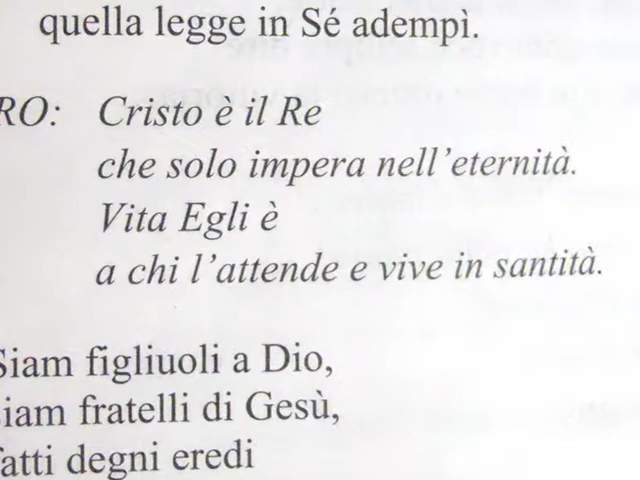 quella legge in Sé adempì.
RO: Cristo è il Re
che solo impera nell'eternità.
Vita Egli è
a chi l'attende e vive in santità.
Siam figliuoli a Dio,
siam fratelli di Gesù,
fatti degni eredi